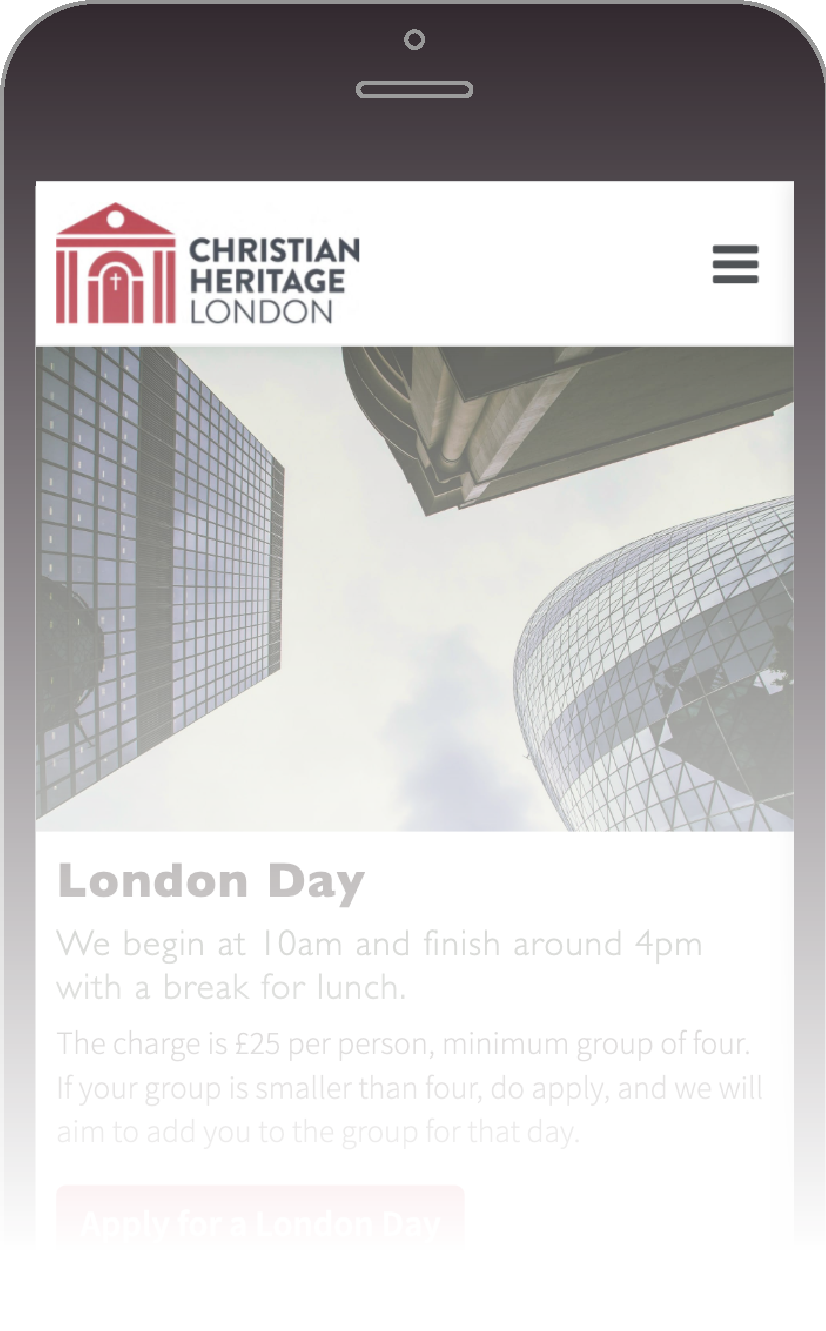 CHRISTIAN
HERITAGE
LONDON
London Day
We begin at 10am and finish around 4pm
with a break for lunch.
The charge is £25 per person, minimum group of four.
If your group is smaller than four, do apply, and we will
aim to add you to the group for that day.
Apply for a London Day